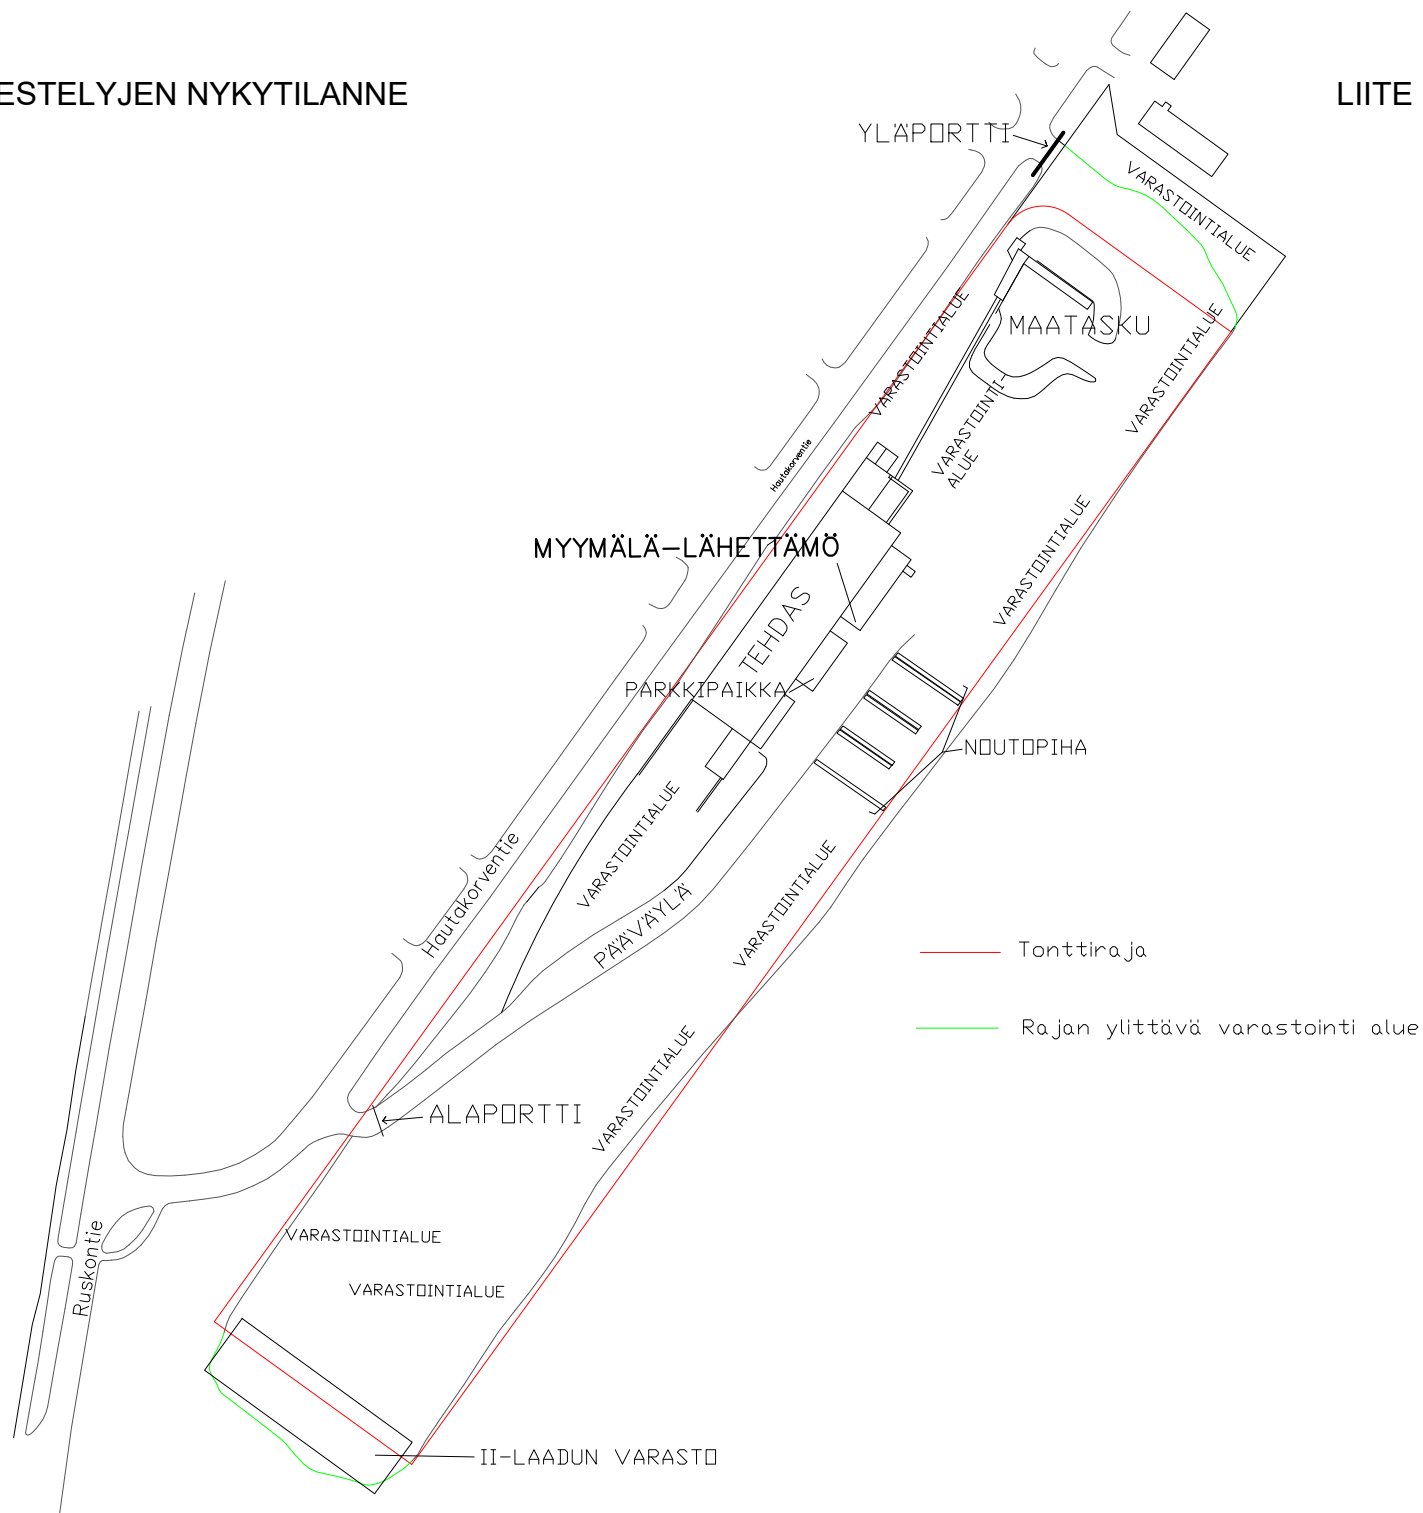 ESTELYJEN NYKYTILANNE
LIITE
YLÄPORTTI
VARASTOINTIALUE
VARASTOINTIALUE
MAATASKU
VARASTOINTIALUE
VARASTOINTI-
ALUE
Hautakorventie
VARASTOINTIALUE
MYYMÄLÄ-LÄHETTÄMÖ
TEHDAS
PARKKIPAIKKA
NOUTOPIHA
VARASTOINTIALUE
VARASTOINTIALUE
Hautakorventie
PÄÄVÄYLÄ
Tonttiraja
Rajan ylittävä varastointi alue
VARASTOINTIALUE
ALAPORTTI
Ruskontie
VARASTOINTIALUE
VARASTOINTIALUE
II-LAADUN VARASTO